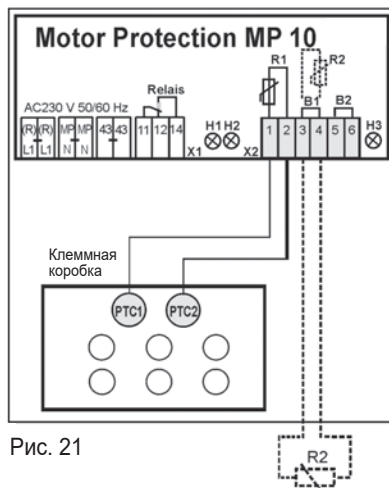 Motor Protection MP 10
R1
R2
Relais
AC230 V 50/60 Hz
B1 B2
(R) (R) MP MP 43 43 11 12 14
L1 L1 N N
H1 H2
H3
X1 X2
1 2 3 4 5 6
Клеммная
коробка
PTC1 PTC2
Рис. 21
R2